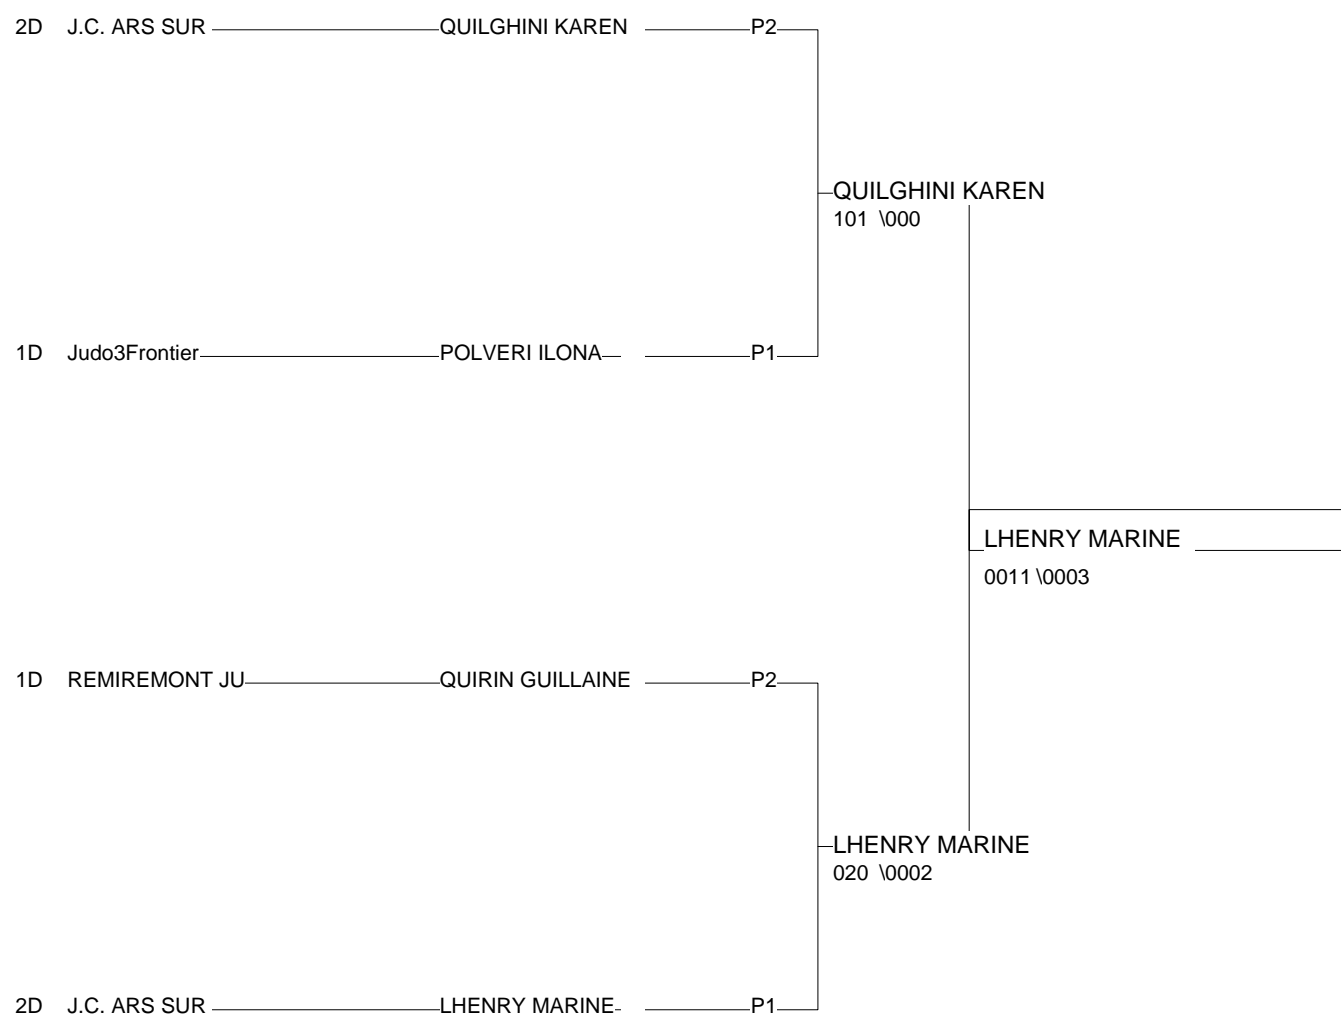 2D J.C. ARS SUR QUILGHINI KAREN P2
QUILGHINI KAREN
101 \000
1D Judo3Frontier POLVERI ILONA P1
LHENRY MARINE
0011 \0003
1D REMIREMONT JU QUIRIN GUILLAINE P2
LHENRY MARINE
020 \0002
2D J.C. ARS SUR LHENRY MARINE P1